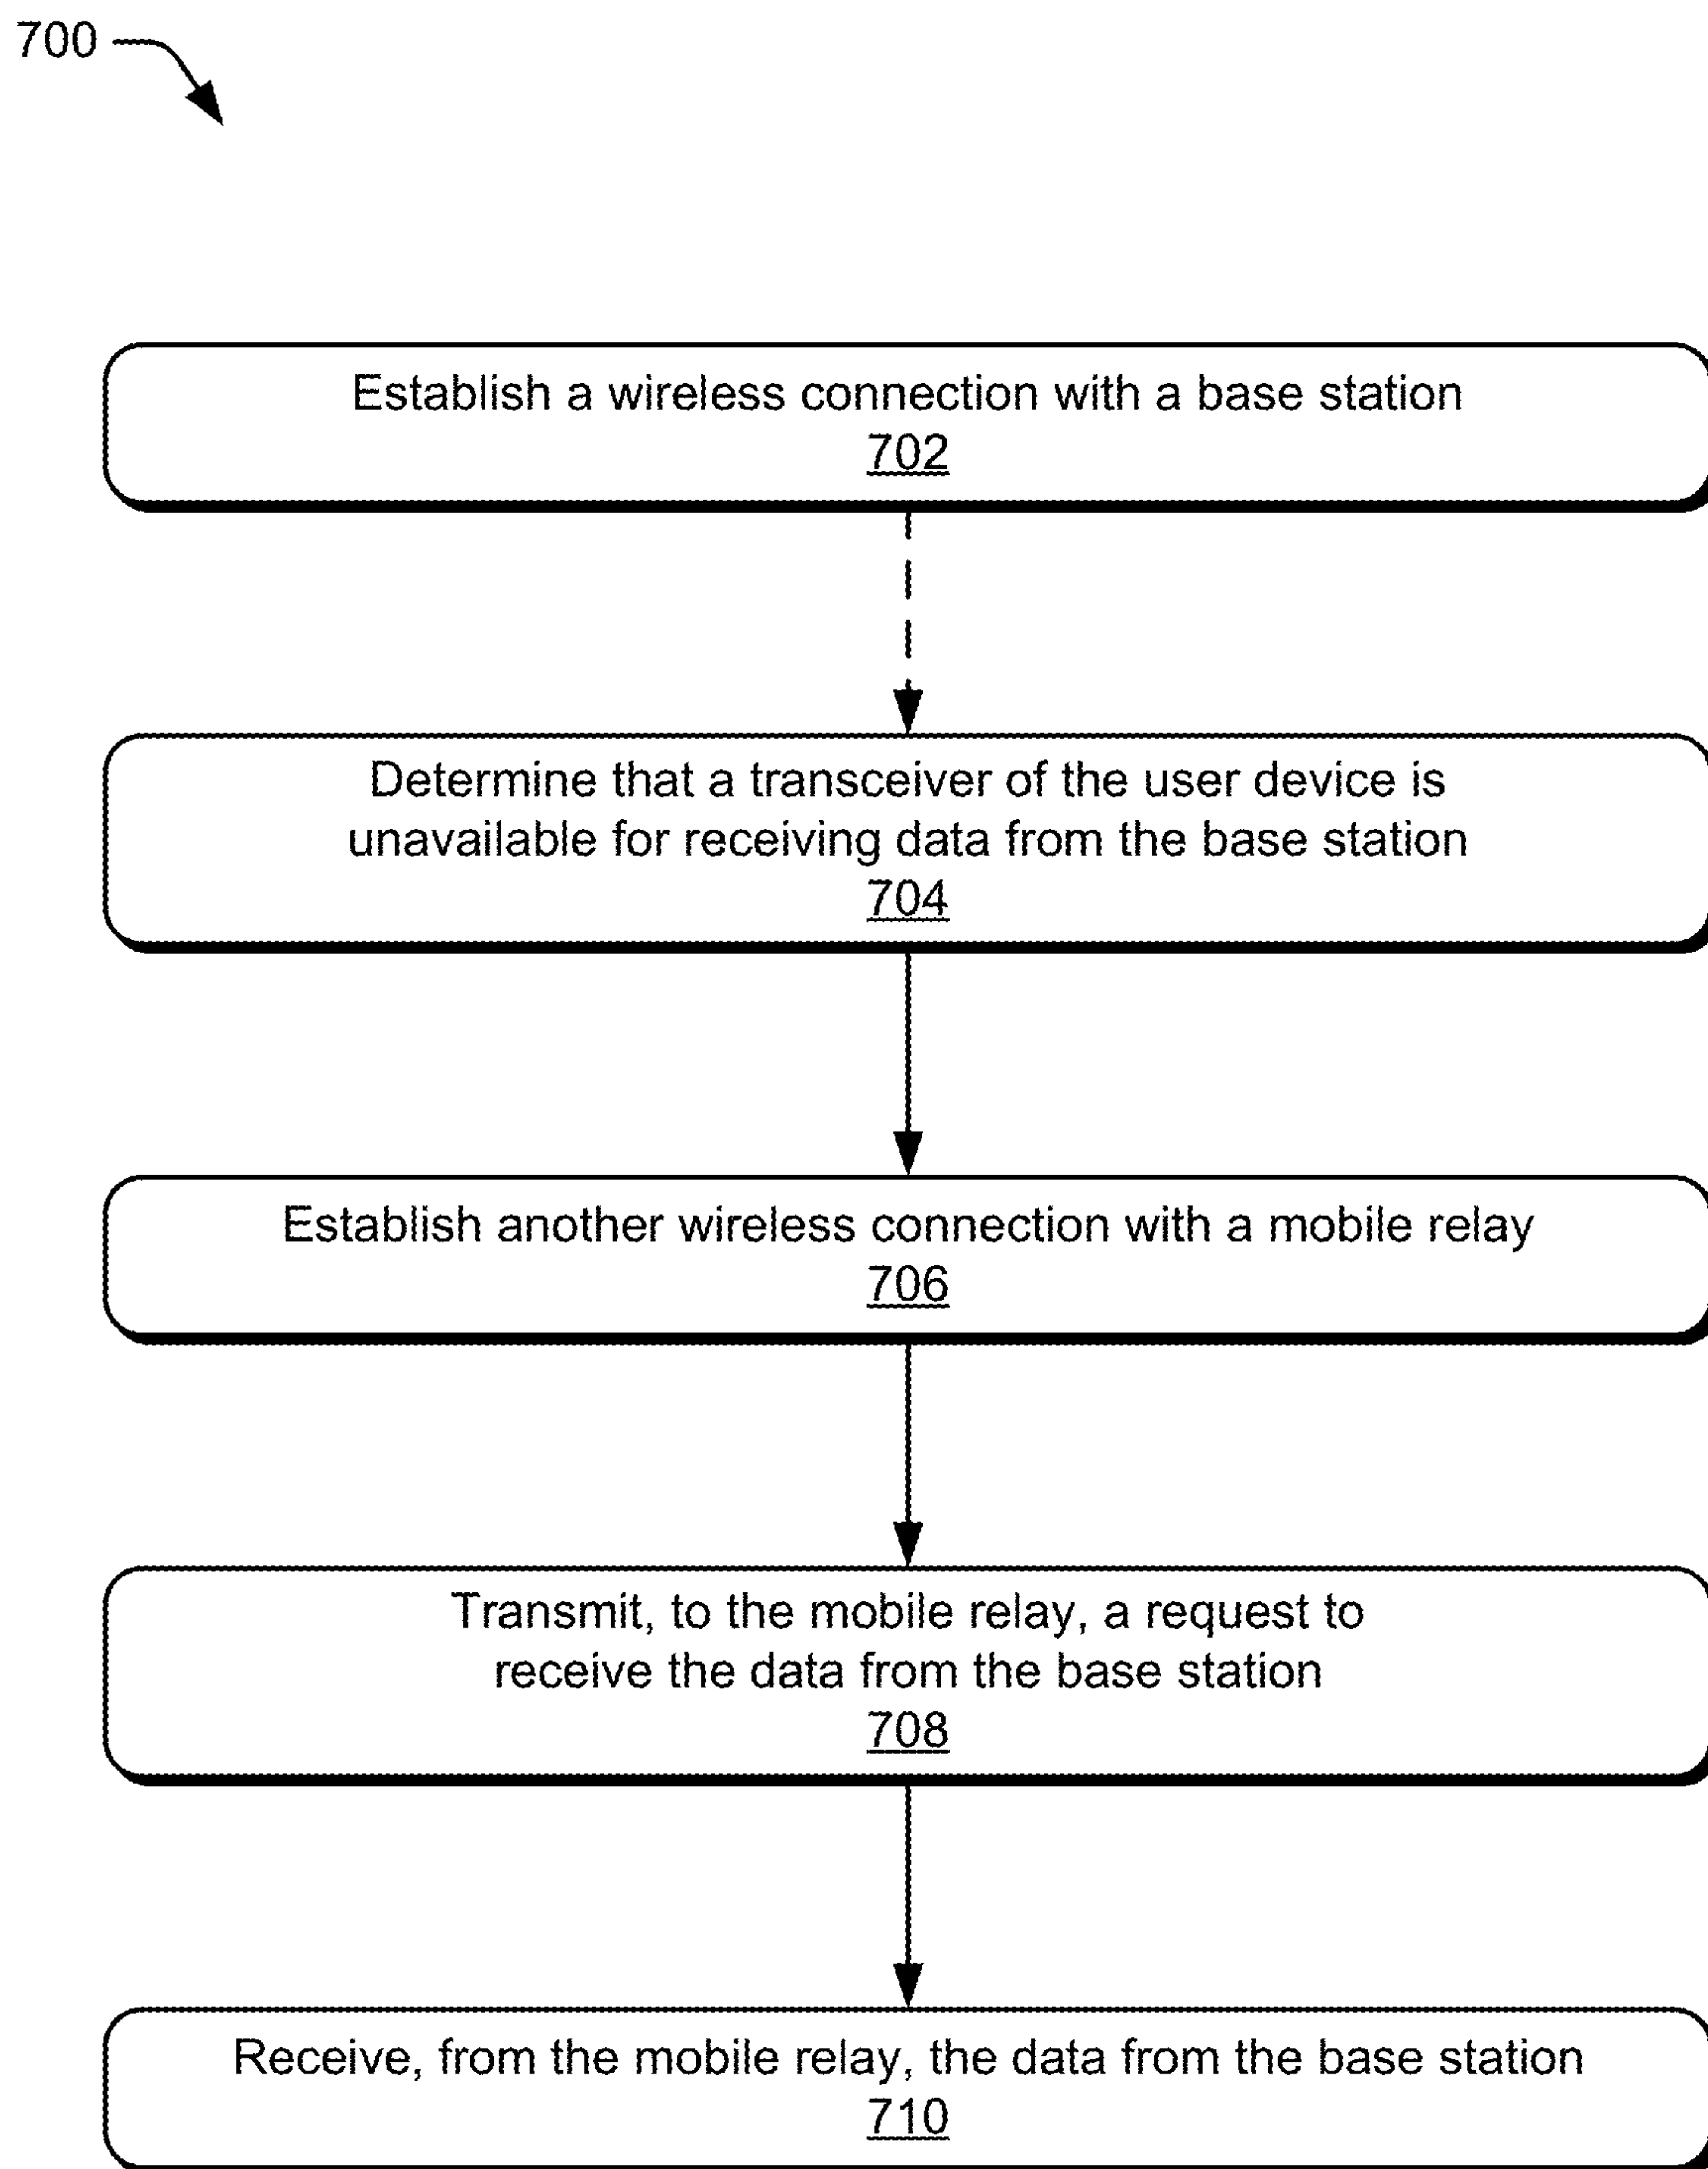 700
Establish a wireless connection with a base station
702
Determine that a transceiver of the user device is
unavailable for receiving data from the base station
704
Establish another wireless connection with a mobile relay
706
Transmit, to the mobile relay, a request to
receive the data from the base station
708
Receive, from the mobile relay, the data from the base station
710